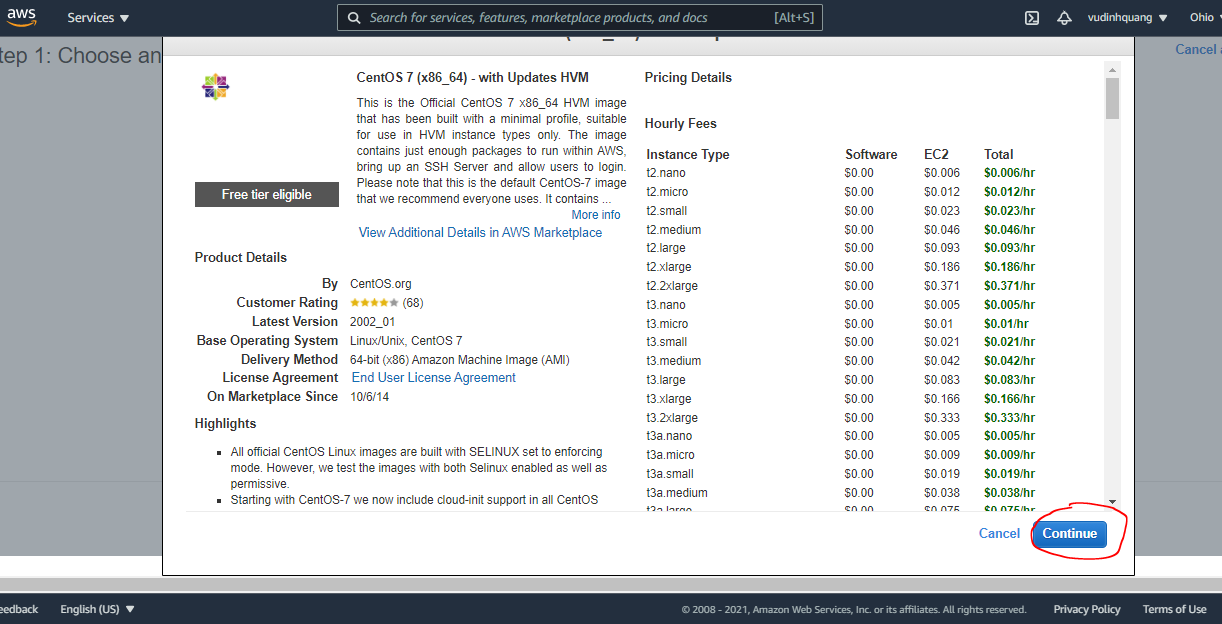 aws
Services
Search for services, features, marketplace products, and docs
[Alt+S]
vudinhquang
Ohio
tep 1: Choose an
Cancel
CentOS 7 (x86_64) - with Updates HVM
This is the Official CentOS 7 x86_64 HVM image
that has been built with a minimal profile, suitable
for use in HVM instance types only. The image
contains just enough packages to run within AWS,
bring up an SSH Server and allow users to login.
Please note that this is the default CentOS-7 image
that we recommend everyone uses. It contains ...
More info
View Additional Details in AWS Marketplace
Free tier eligible
Product Details
By CentOS.org
Customer Rating (68)
Latest Version 2002_01
Base Operating System Linux/Unix, CentOS 7
Delivery Method 64-bit (x86) Amazon Machine Image (AMI)
License Agreement End User License Agreement
On Marketplace Since 10/6/14
Highlights
All official CentOS Linux images are built with SELINUX set to enforcing
mode. However, we test the images with both Selinux enabled as well as
permissive.
Starting with CentOS-7 we now include cloud-init support in all CentOS
Pricing Details
Hourly Fees
Instance Type Software EC2 Total
t2.nano $0.00 $0.006 $0.006/hr
t2.micro $0.00 $0.012 $0.012/hr
t2.small $0.00 $0.023 $0.023/hr
t2.medium $0.00 $0.046 $0.046/hr
t2.large $0.00 $0.093 $0.093/hr
t2.xlarge $0.00 $0.186 $0.186/hr
t2.2xlarge $0.00 $0.371 $0.371/hr
t3.nano $0.00 $0.005 $0.005/hr
t3.micro $0.00 $0.01 $0.01/hr
t3.small $0.00 $0.021 $0.021/hr
t3.medium $0.00 $0.042 $0.042/hr
t3.large $0.00 $0.083 $0.083/hr
t3.xlarge $0.00 $0.166 $0.166/hr
t3.2xlarge $0.00 $0.333 $0.333/hr
t3a.nano $0.00 $0.005 $0.005/hr
t3a.micro $0.00 $0.009 $0.009/hr
t3a.small $0.00 $0.019 $0.019/hr
t3a.medium $0.00 $0.038 $0.038/hr
t3a.large $0.00 $0.075 $0.075/hr
Cancel
Continue
eedback
English (US)
© 2008 - 2021, Amazon Web Services, Inc. or its affiliates. All rights reserved.
Privacy Policy
Terms of Use